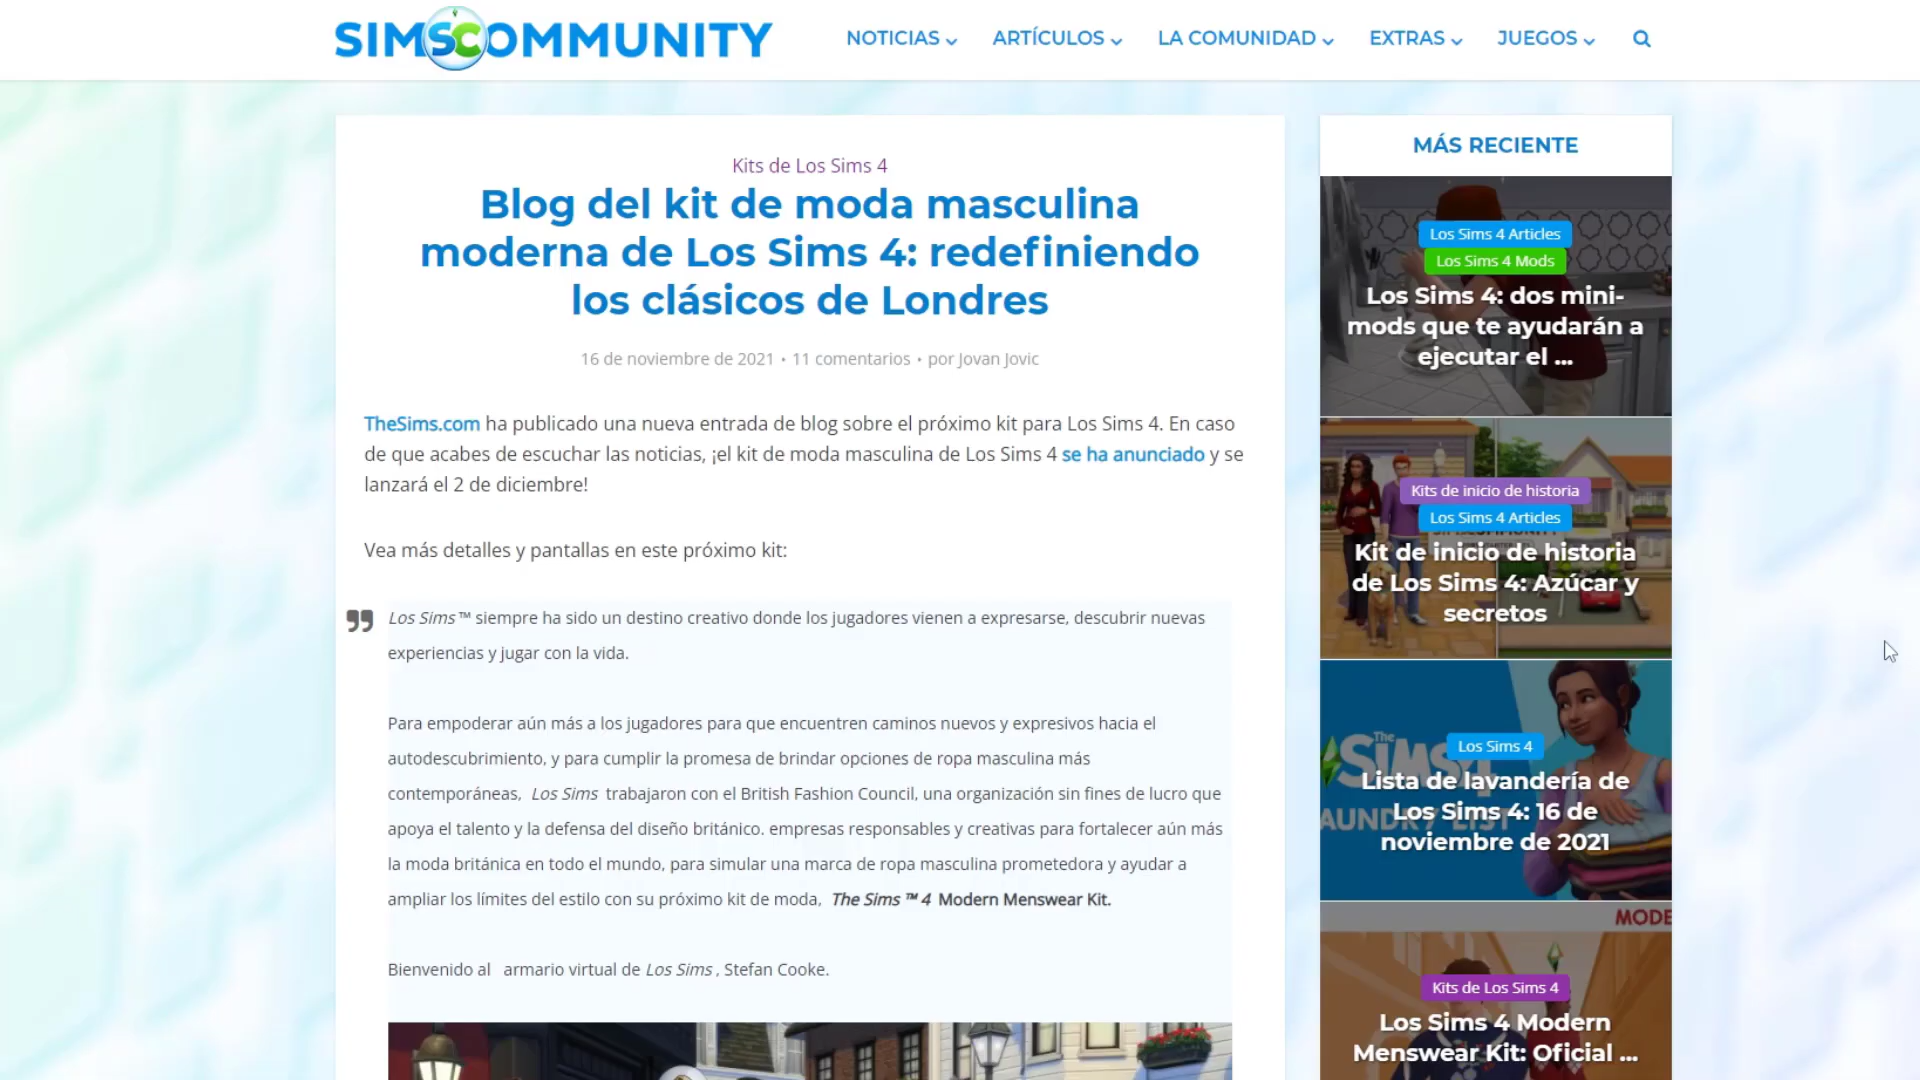 SIMSCOMMUNITY
NOTICIAS
ARTÍCULOS
LA COMUNIDAD
EXTRAS
JUEGOS
Kits de Los Sims 4
Blog del kit de moda masculina
moderna de Los Sims 4: redefiniendo
los clásicos de Londres
16 de noviembre de 2021 • 11 comentarios • por Jovan Jovic
TheSims.com ha publicado una nueva entrada de blog sobre el próximo kit para Los Sims 4. En caso
de que acabes de escuchar las noticias, ¡el kit de moda masculina de Los Sims 4 se ha anunciado y se
lanzará el 2 de diciembre!
Vea más detalles y pantallas en este próximo kit:
Los Sims™ siempre ha sido un destino creativo donde los jugadores vienen a expresarse, descubrir nuevas
experiencias y jugar con la vida.
Para empoderar aún más a los jugadores para que encuentren caminos nuevos y expresivos hacia el
autodescubrimiento, y para cumplir la promesa de brindar opciones de ropa masculina más
contemporáneas, Los Sims trabajaron con el British Fashion Council, una organización sin fines de lucro que
apoya el talento y la defensa del diseño británico. empresas responsables y creativas para fortalecer aún más
la moda británica en todo el mundo, para simular una marca de ropa masculina prometedora y ayudar a
ampliar los límites del estilo con su próximo kit de moda, The Sims ™ 4 Modern Menswear Kit.
Bienvenido al armario virtual de Los Sims , Stefan Cooke.
MÁS RECIENTE
Los Sims 4 Articles
Los Sims 4 Mods
Los Sims 4: dos mini-
mods que te ayudarán a
ejecutar el ...
Kits de inicio de historia
Los Sims 4 Articles
Kit de inicio de historia
de Los Sims 4: Azúcar y
secretos
The SIMS 4
Los Sims 4
Lista de lavandería de
Los Sims 4: 16 de
noviembre de 2021
MODE
Kits de Los Sims 4
Los Sims 4 Modern
Menswear Kit: Oficial ...